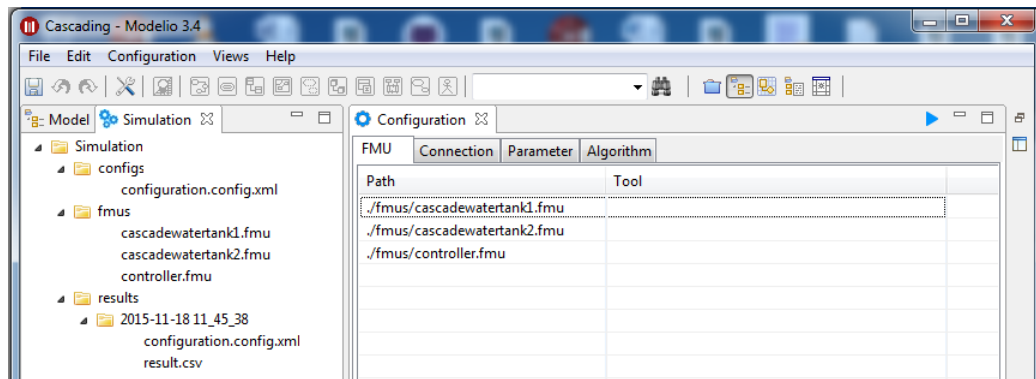 Cascading - Modelio 3.4
File Edit Configuration Views Help
Model Simulation
Simulation
configs
configuration.config.xml
fmus
cascadewatertank1.fmu
cascadewatertank2.fmu
controller.fmu
results
2015-11-18 11_45_38
configuration.config.xml
result.csv
Configuration
FMU Connection Parameter Algorithm
Path Tool
./fmus/cascadewatertank1.fmu
./fmus/cascadewatertank2.fmu
./fmus/controller.fmu